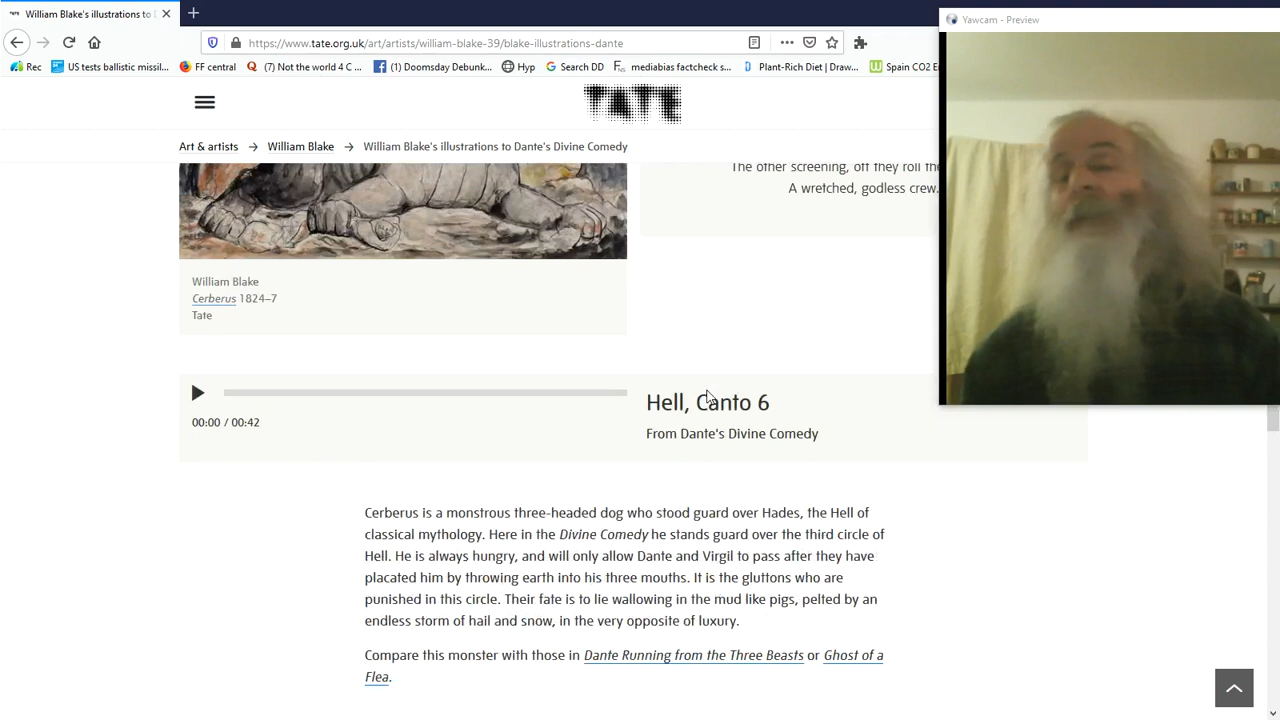 William Blake's illustrations to
Yawcam - Preview
https://www.tate.org.uk/art/artists/william-blake-39/blake-illustrations-dante
Rec
US tests ballistic missil...
FF central
(7) Not the world 4 C ...
(1) Doomsday Debunk...
Hyp
Search DD
mediabias factcheck s...
Plant-Rich Diet | Draw...
Spain CO2 E
TATE
Art & artists
William Blake
William Blake's illustrations to Dante's Divine Comedy
The other screening, off they roll
A wretched, godless crew.
William Blake
Cerberus 1824–7
Tate
00:00 / 00:42
Hell, Canto 6
From Dante's Divine Comedy
Cerberus is a monstrous three-headed dog who stood guard over Hades, the Hell of
classical mythology. Here in the Divine Comedy he stands guard over the third circle of
Hell. He is always hungry, and will only allow Dante and Virgil to pass after they have
placated him by throwing earth into his three mouths. It is the gluttons who are
punished in this circle. Their fate is to lie wallowing in the mud like pigs, pelted by an
endless storm of hail and snow, in the very opposite of luxury.
Compare this monster with those in Dante Running from the Three Beasts or Ghost of a
Flea.